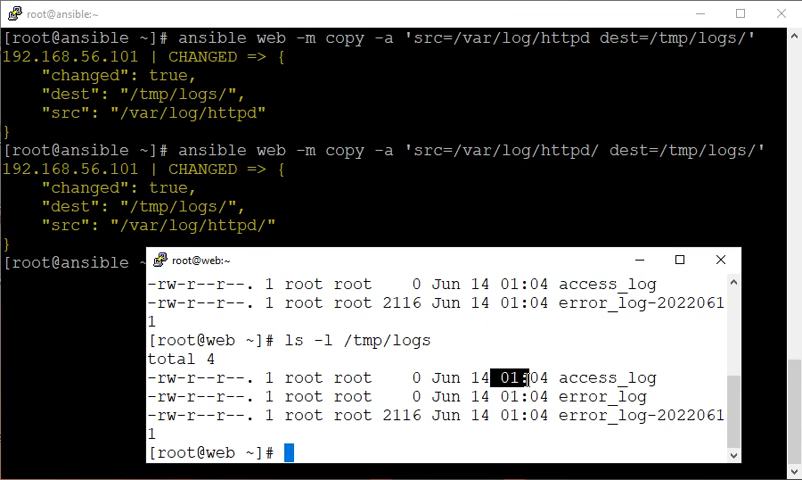 root@ansible:~
[root@ansible ~]# ansible web -m copy -a 'src=/var/log/httpd dest=/tmp/logs/'
192.168.56.101 | CHANGED => {
    "changed": true,
    "dest": "/tmp/logs/",
    "src": "/var/log/httpd"
}
[root@ansible ~]# ansible web -m copy -a 'src=/var/log/httpd/ dest=/tmp/logs/'
192.168.56.101 | CHANGED => {
    "changed": true,
    "dest": "/tmp/logs/",
    "src": "/var/log/httpd/"
}
[root@ansible ~
root@web:~
-rw-r--r--. 1 root root    0 Jun 14 01:04 access_log
-rw-r--r--. 1 root root 2116 Jun 14 01:04 error_log-2022061
1
[root@web ~]# ls -l /tmp/logs
total 4
-rw-r--r--. 1 root root    0 Jun 14 01:04 access_log
-rw-r--r--. 1 root root    0 Jun 14 01:04 error_log
-rw-r--r--. 1 root root 2116 Jun 14 01:04 error_log-2022061
1
[root@web ~]#